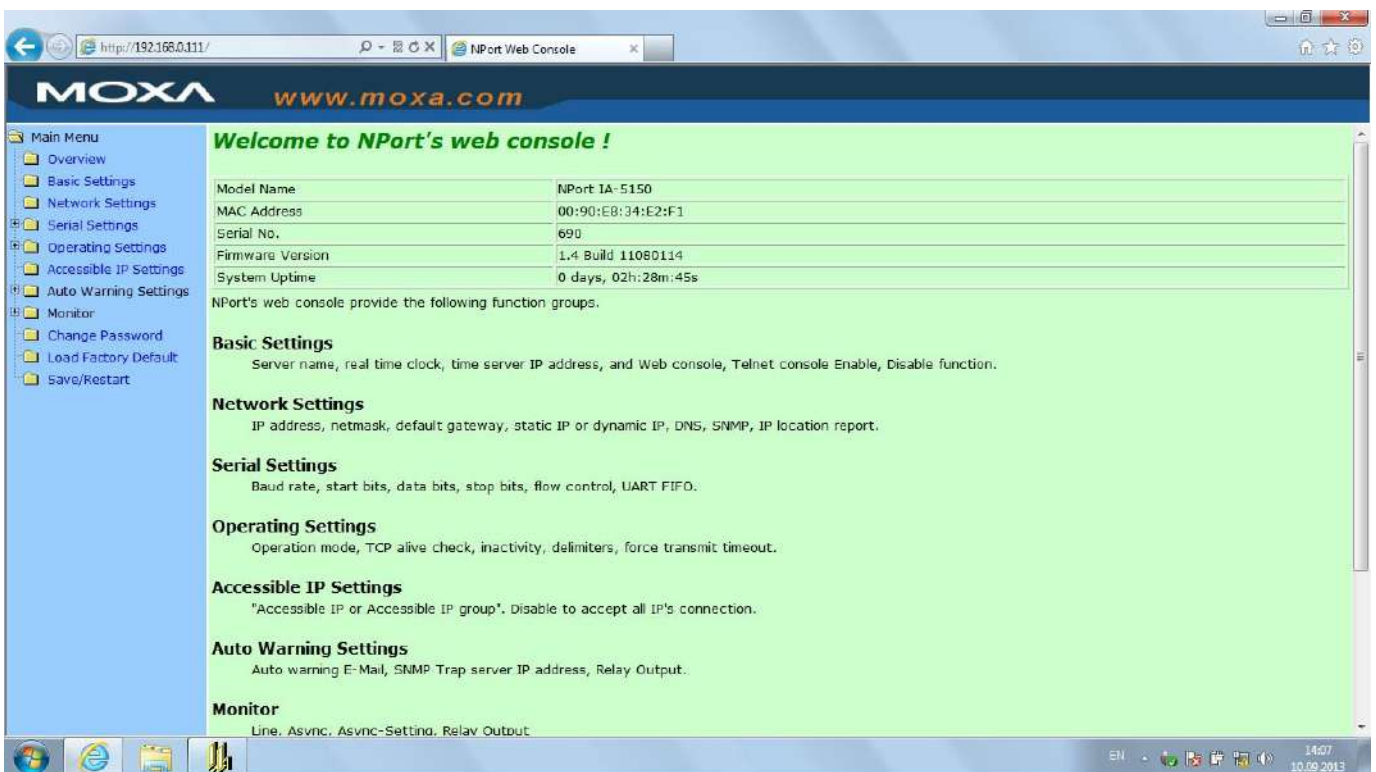 http://192.168.0.111/
NPort Web Console
MOXA
www.moxa.com
Main Menu
Overview
Basic Settings
Network Settings
Serial Settings
Operating Settings
Accessible IP Settings
Auto Warning Settings
Monitor
Change Password
Load Factory Default
Save/Restart
Welcome to NPort's web console !
Model Name NPort IA-5150
MAC Address 00:90:E8:34:E2:F1
Serial No. 690
Firmware Version 1.4 Build 11080114
System Uptime 0 days, 02h:28m:45s
NPort's web console provide the following function groups.
Basic Settings
Server name, real time clock, time server IP address, and Web console, Telnet console Enable, Disable function.
Network Settings
IP address, netmask, default gateway, static IP or dynamic IP, DNS, SNMP, IP location report.
Serial Settings
Baud rate, start bits, data bits, stop bits, flow control, UART FIFO.
Operating Settings
Operation mode, TCP alive check, inactivity, delimiters, force transmit timeout.
Accessible IP Settings
"Accessible IP or Accessible IP group". Disable to accept all IP's connection.
Auto Warning Settings
Auto warning E-Mail, SNMP Trap server IP address, Relay Output.
Monitor
Line, Async, Async-Setting, Relay Output
EN
14:07
10.09.2013